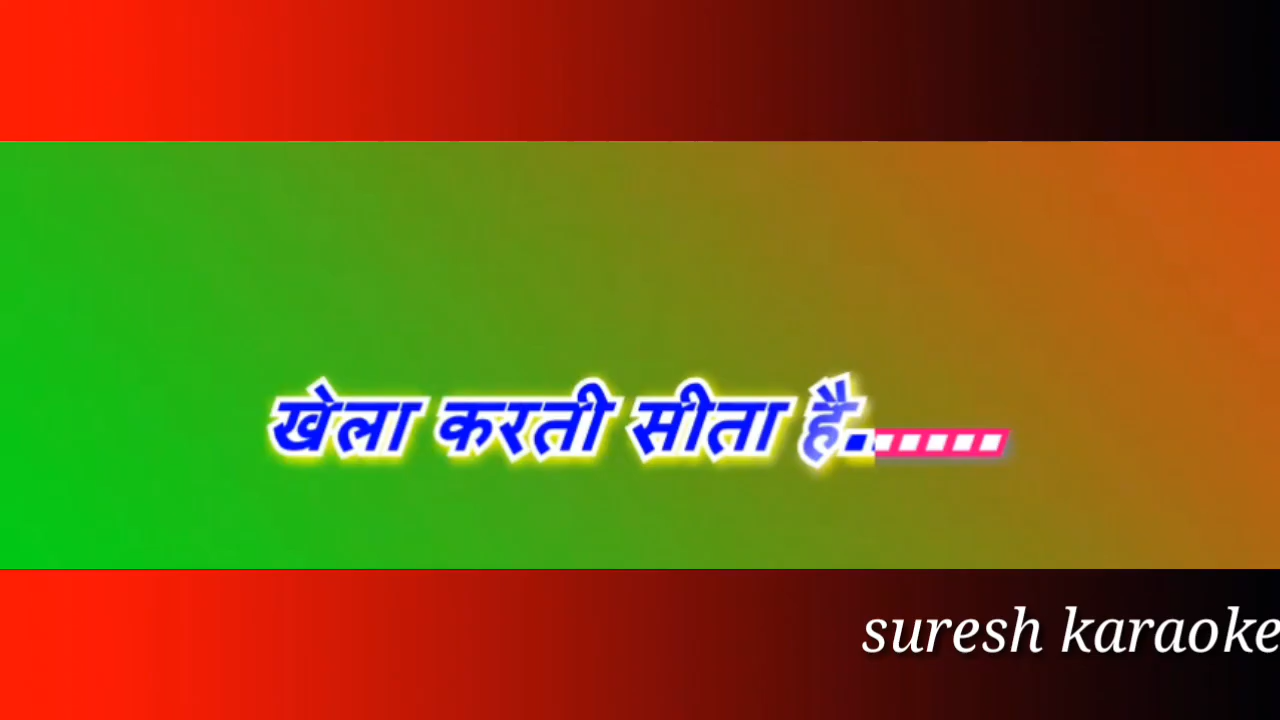 खेला करती सीता है........
suresh karaoke